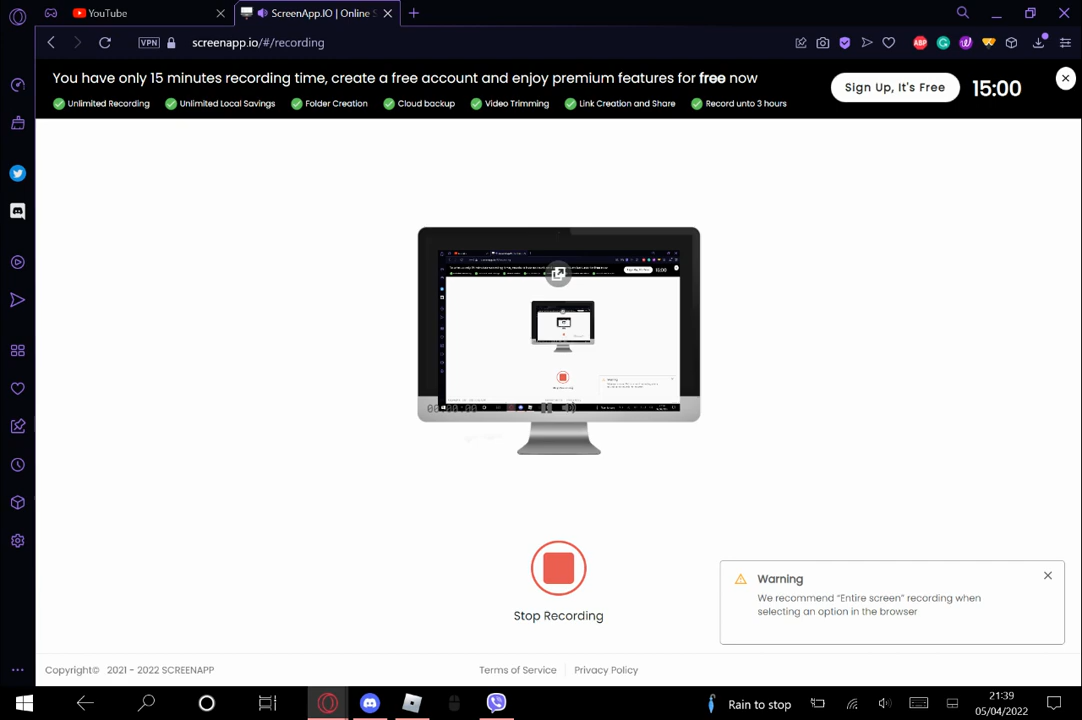 YouTube
ScreenApp.IO | Online S
VPN
screenapp.io/#/recording
ABP
You have only 15 minutes recording time, create a free account and enjoy premium features for free now
Unlimited Recording
Unlimited Local Savings
Folder Creation
Cloud backup
Video Trimming
Link Creation and Share
Record unto 3 hours
Sign Up, It's Free
15:00
Stop Recording
Warning
We recommend "Entire screen" recording when
selecting an option in the browser
Copyright© 2021 - 2022 SCREENAPP
Terms of Service
Privacy Policy
Rain to stop
21:39
05/04/2022